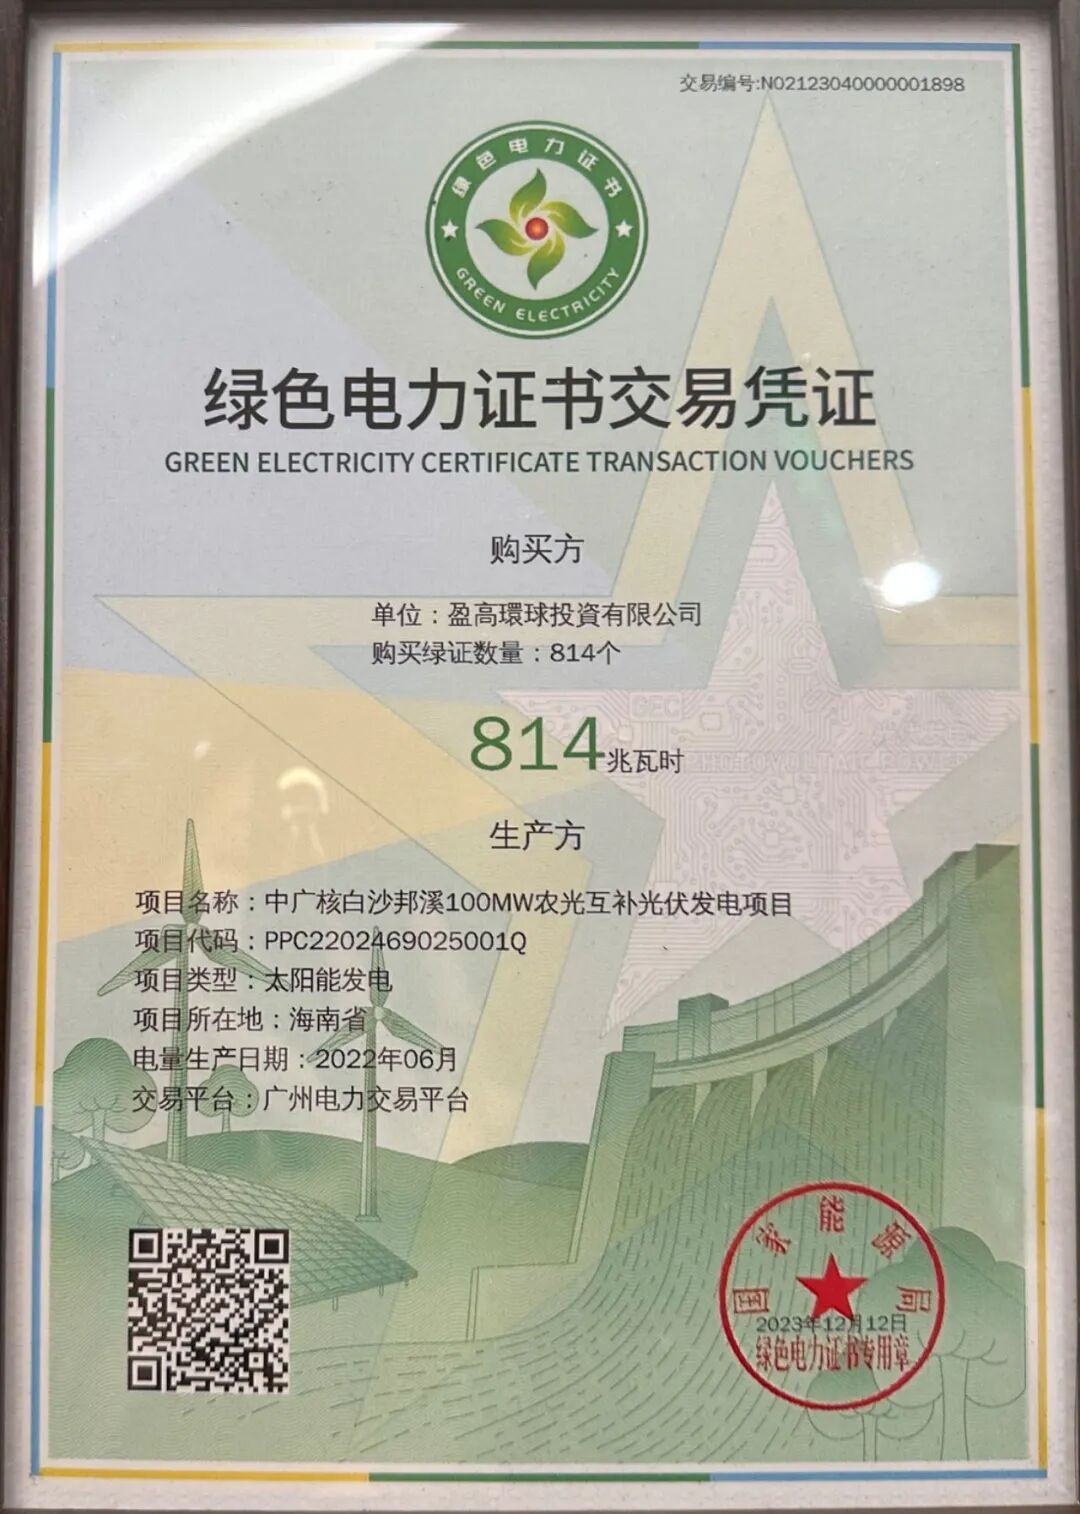 交易编号:N02123040000001898
绿色电力证书
GREEN ELECTRICITY
绿色电力证书交易凭证
GREEN ELECTRICITY CERTIFICATE TRANSACTION VOUCHERS
购买方
单位：盈高環球投資有限公司
购买绿证数量：814个
GEC
814兆瓦时
PHOTOVOLTAIC POWER
生产方
项目名称：中广核白沙邦溪100MW农光互补光伏发电项目
项目代码：PPC2202469025001Q
项目类型：太阳能发电
项目所在地：海南省
电量生产日期：2022年06月
交易平台：广州电力交易平台
国家能源局
2023年12月12日
绿色电力证书专用章